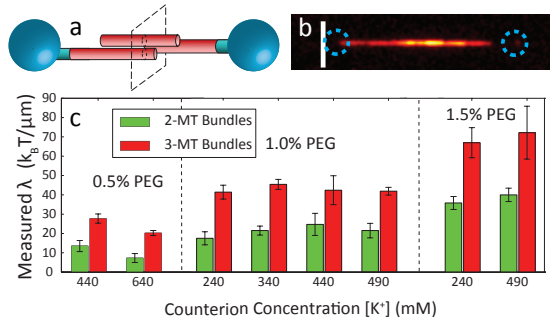 a
b
c
2-MT Bundles
3-MT Bundles
0.5% PEG
1.0% PEG
1.5% PEG
Measured λ (kBT/μm)
90
80
70
60
50
40
30
20
10
0
440 640 240 340 440 490 240 490
Counterion Concentration [K⁺] (mM)